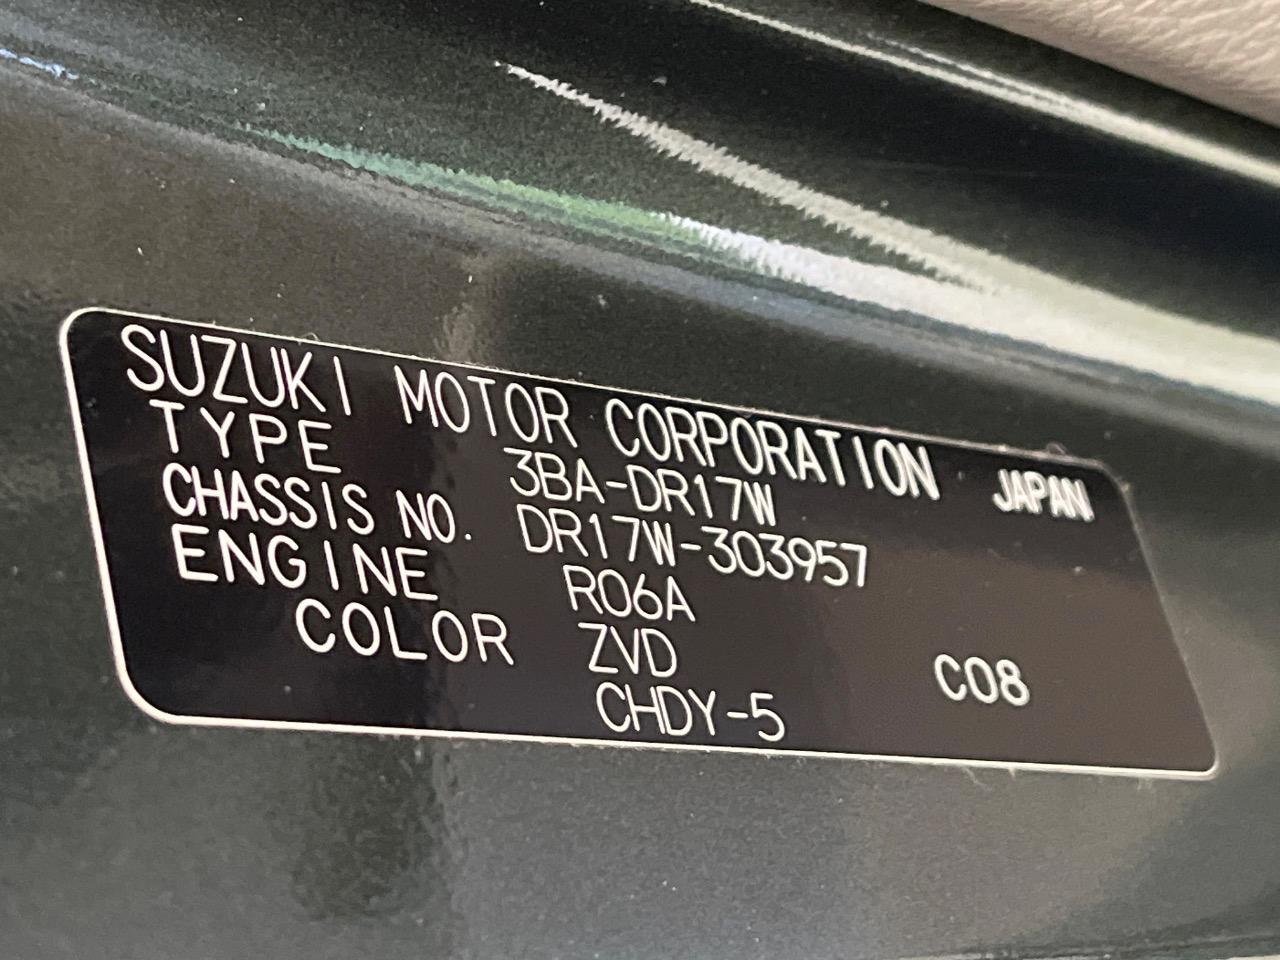 SUZUKI MOTOR CORPORATION JAPAN
TYPE 3BA-DR17W
CHASSIS NO. DR17W-303957
ENGINE R06A
COLOR ZVD C08
CHDY-5